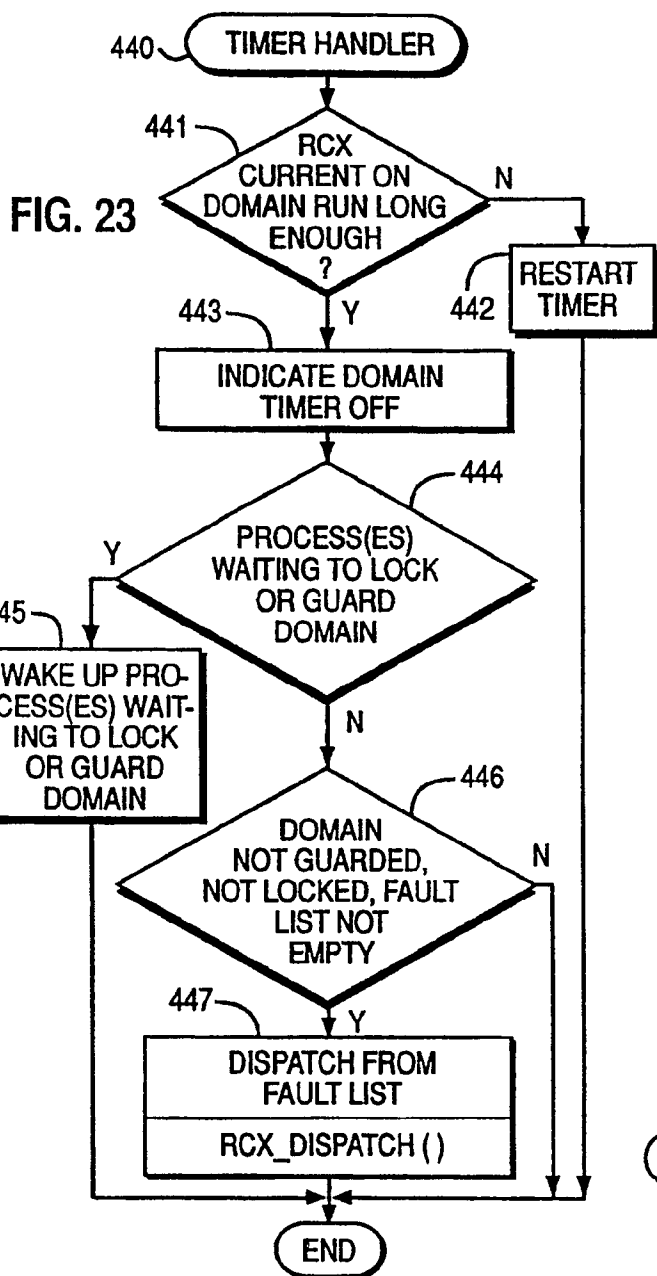 440
TIMER HANDLER
441
RCX
CURRENT ON
DOMAIN RUN LONG
ENOUGH
?
N
FIG. 23
442
RESTART
TIMER
443
Y
INDICATE DOMAIN
TIMER OFF
444
PROCESS(ES)
WAITING TO LOCK
OR GUARD
DOMAIN
Y
45
WAKE UP PRO-
CESS(ES) WAIT-
ING TO LOCK
OR GUARD
DOMAIN
N
446
DOMAIN
NOT GUARDED,
NOT LOCKED, FAULT
LIST NOT
EMPTY
N
447
Y
DISPATCH FROM
FAULT LIST
RCX_DISPATCH ( )
END